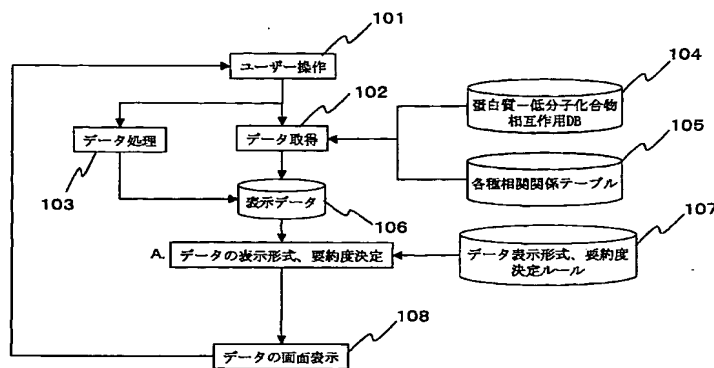 101
ユーザー操作
104
102
蛋白質－低分子化合物
相互作用DB
データ処理
データ取得
105
103
各種相関関係テーブル
表示データ
106
107
A.
データの表示形式、要約度決定
データ表示形式、要約度
決定ルール
108
データの画面表示